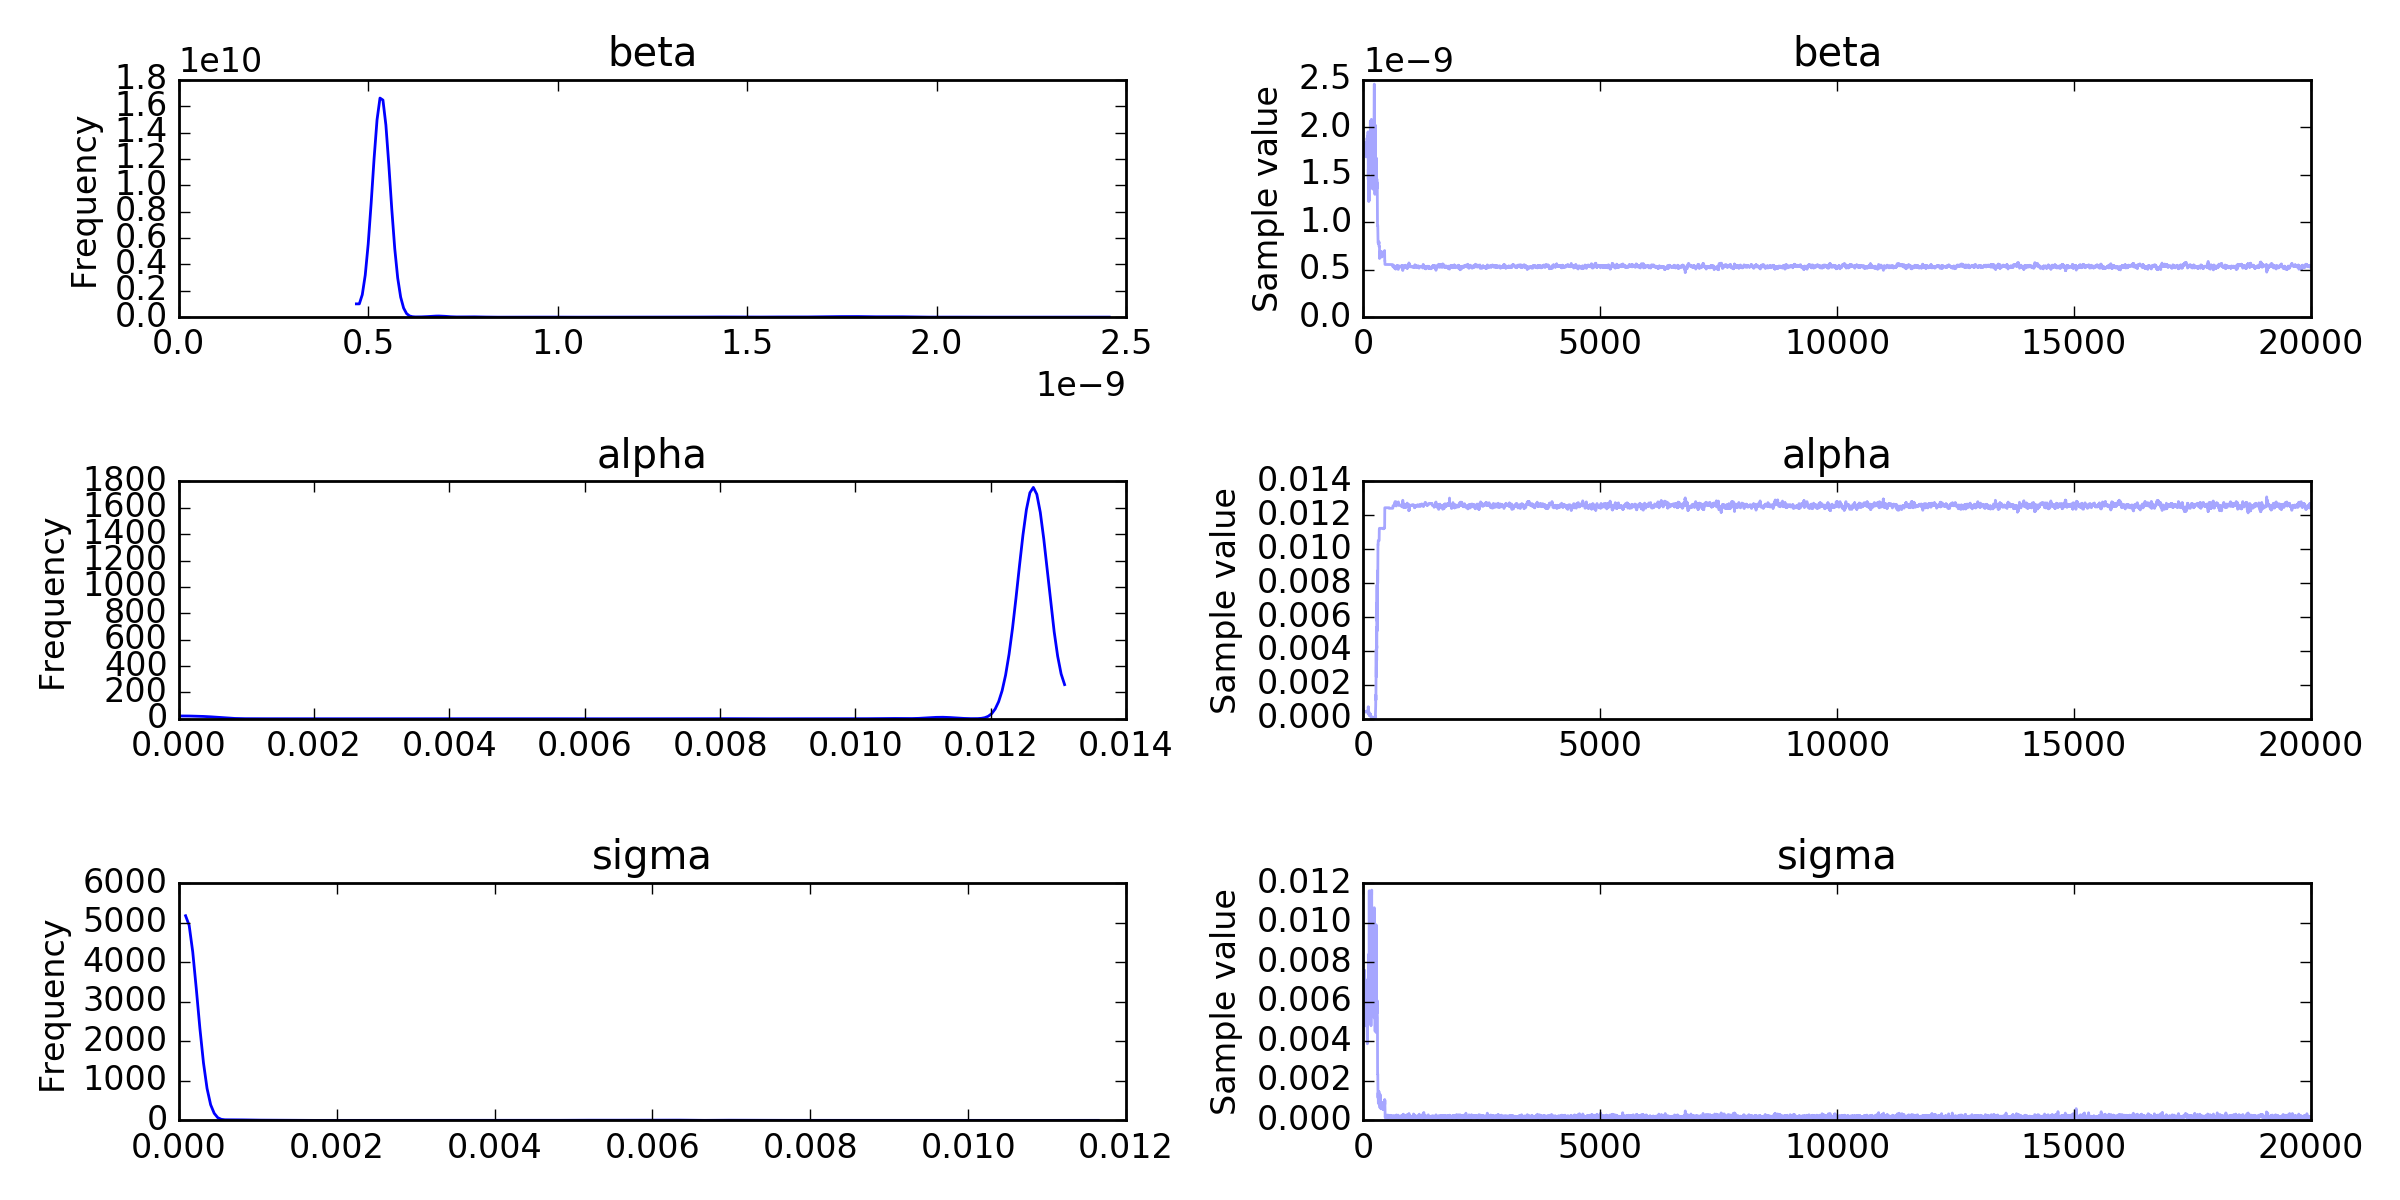 beta
1e10
Frequency
1.8
1.6
1.4
1.2
1.0
0.8
0.6
0.4
0.2
0.0
0.0 0.5 1.0 1.5 2.0 2.5
1e−9
beta
1e−9
Sample value
2.5
2.0
1.5
1.0
0.5
0.0
0 5000 10000 15000 20000
alpha
Frequency
1800
1600
1400
1200
1000
800
600
400
200
0
0.000 0.002 0.004 0.006 0.008 0.010 0.012 0.014
alpha
Sample value
0.014
0.012
0.010
0.008
0.006
0.004
0.002
0.000
0 5000 10000 15000 20000
sigma
Frequency
6000
5000
4000
3000
2000
1000
0
0.000 0.002 0.004 0.006 0.008 0.010 0.012
sigma
Sample value
0.012
0.010
0.008
0.006
0.004
0.002
0.000
0 5000 10000 15000 20000